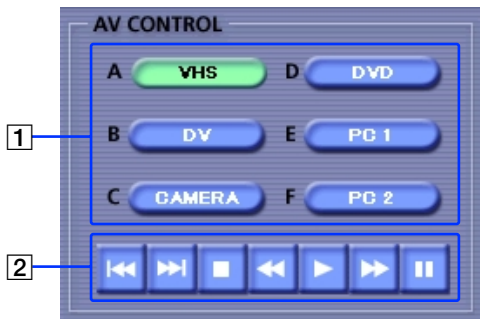 AV CONTROL
A VHS D DVD
1 B DV E PC 1
C CAMERA F PC 2
2